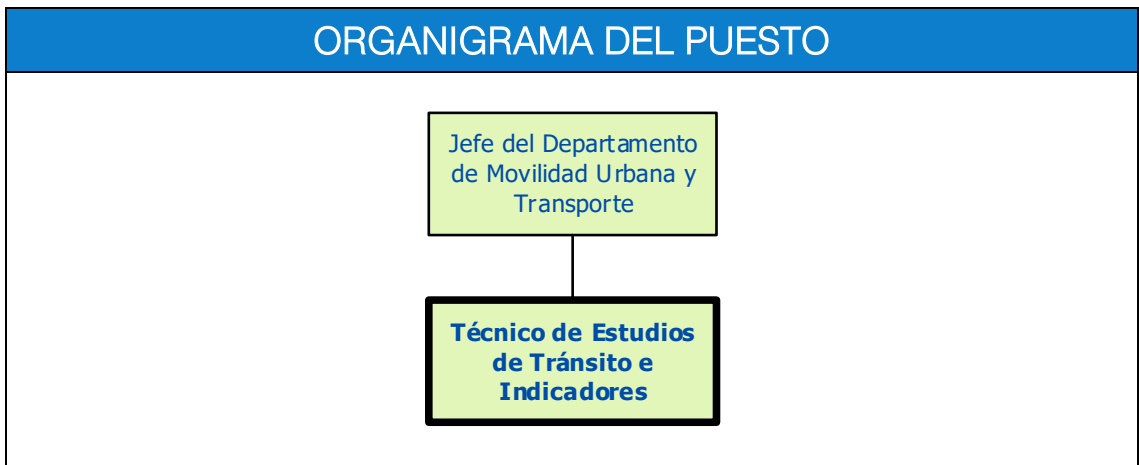 ORGANIGRAMA DEL PUESTO
Jefe del Departamento
de Movilidad Urbana y
Transporte
Técnico de Estudios
de Tránsito e
Indicadores